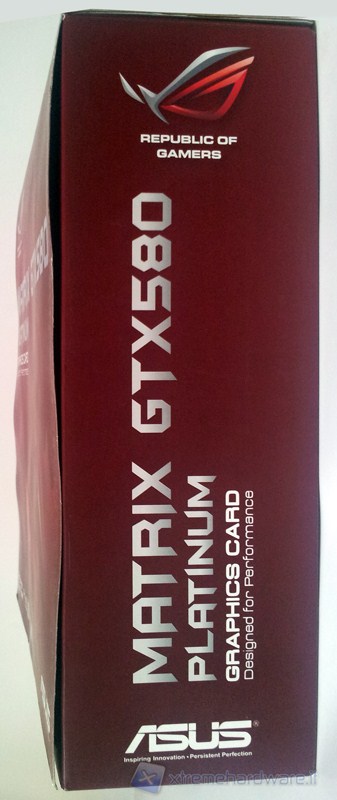 REPUBLIC OF
GAMERS
MATRIX GTX580
PLATINUM
GRAPHICS CARD
Designed for Performance
ASUS®
Inspiring Innovation • Persistent Perfection
xtremehardware.it